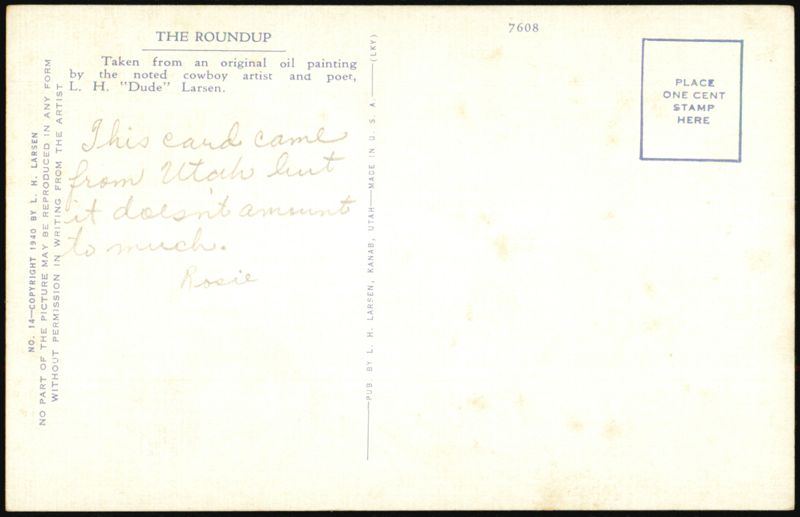 THE ROUNDUP
Taken from an original oil painting
by the noted cowboy artist and poet,
L. H. "Dude" Larsen.
This card came
from Utah but
it doesn't amount
to much.
Rosie
NO. 14—COPYRIGHT 1940 BY L. H. LARSEN
NO PART OF THE PICTURE MAY BE REPRODUCED IN ANY FORM
WITHOUT PERMISSION IN WRITING FROM THE ARTIST
PUB. BY L. H. LARSEN, KANAB, UTAH—MADE IN U. S. A.—(LKY)
7608
PLACE
ONE CENT
STAMP
HERE